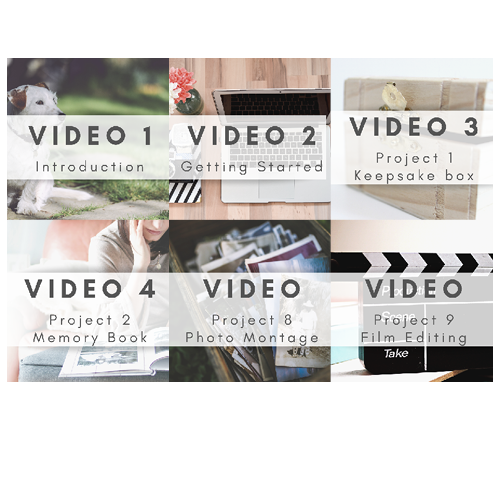 VIDEO 1
Introduction
VIDEO 2
Getting Started
VIDEO 3
Project 1
Keepsake box
VIDEO 4
Project 2
Memory Book
VIDEO
Project 8
Photo Montage
VIDEO
Project 9
Film Editing
Scene
Take